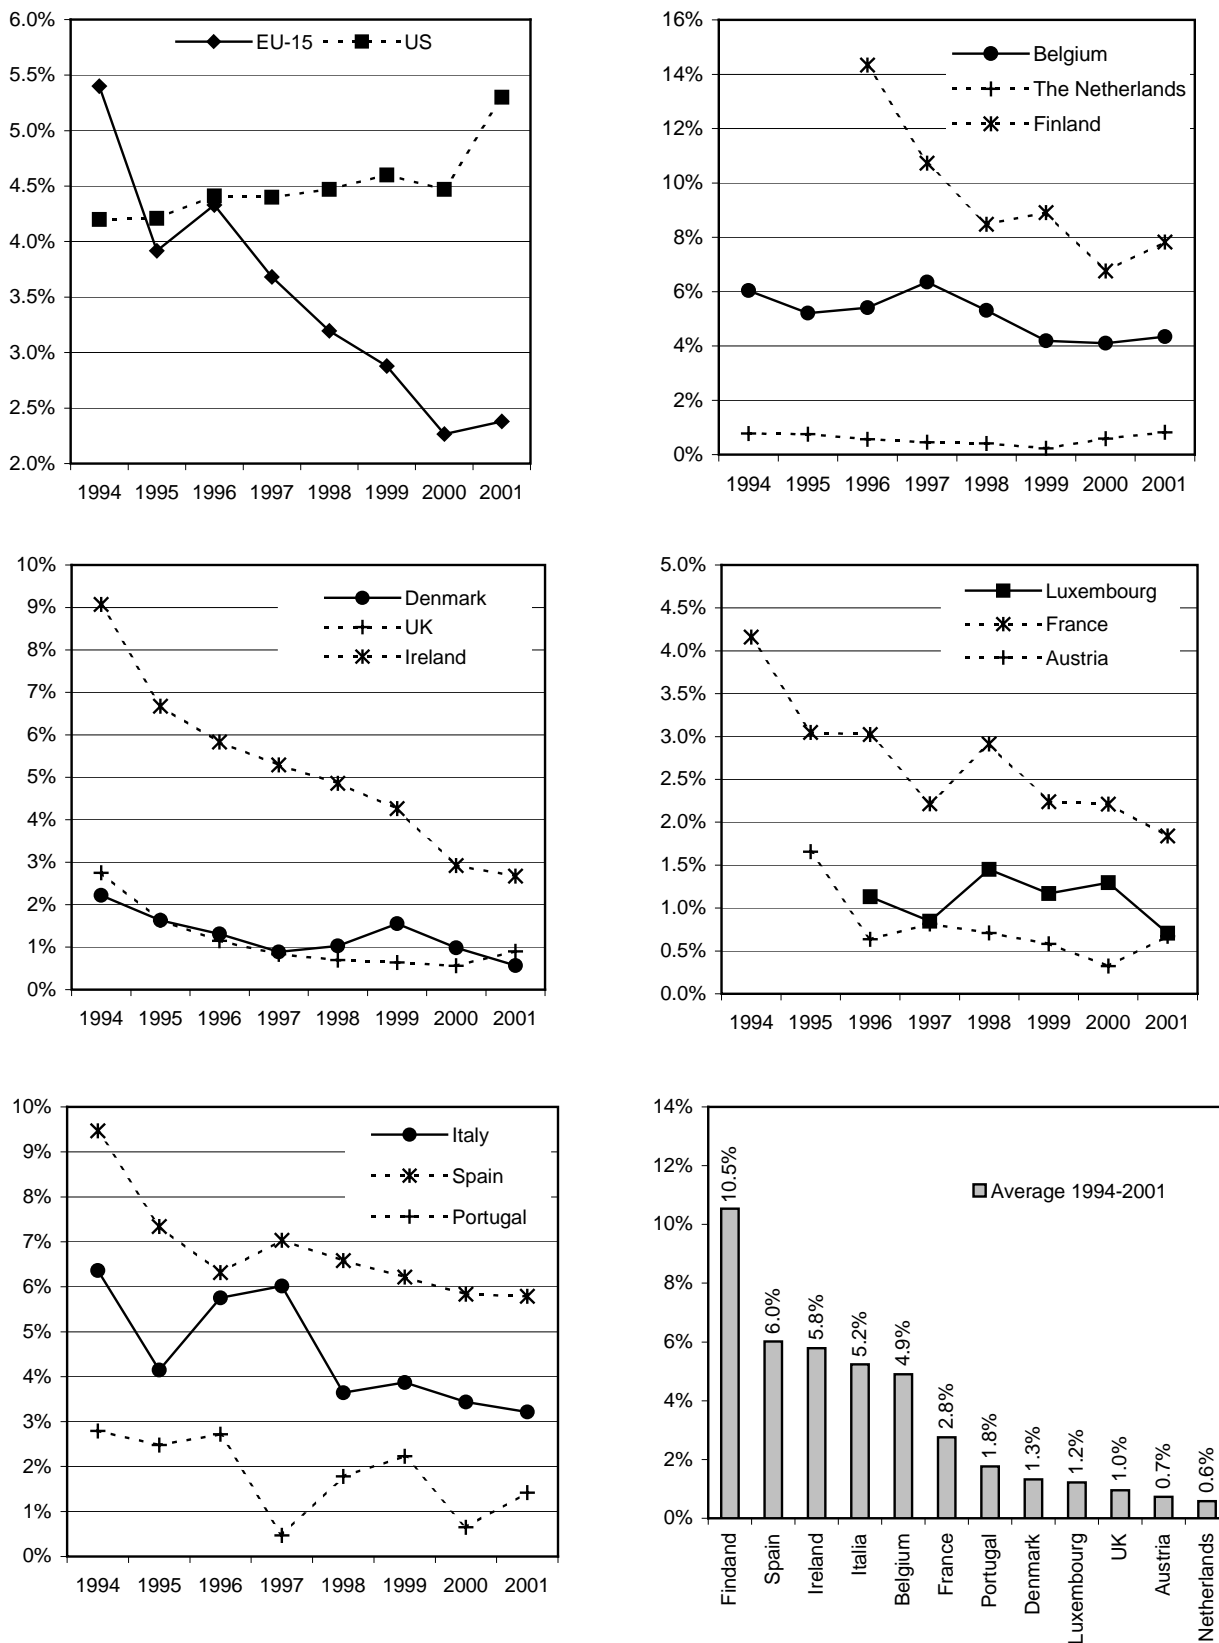 6.0%
5.5%
5.0%
4.5%
4.0%
3.5%
3.0%
2.5%
2.0%
EU-15 US
1994 1995 1996 1997 1998 1999 2000 2001
16%
14%
12%
10%
8%
6%
4%
2%
0%
Belgium
The Netherlands
Finland
1994 1995 1996 1997 1998 1999 2000 2001
10%
9%
8%
7%
6%
5%
4%
3%
2%
1%
0%
Denmark
UK
Ireland
1994 1995 1996 1997 1998 1999 2000 2001
5.0%
4.5%
4.0%
3.5%
3.0%
2.5%
2.0%
1.5%
1.0%
0.5%
0.0%
Luxembourg
France
Austria
1994 1995 1996 1997 1998 1999 2000 2001
10%
9%
8%
7%
6%
5%
4%
3%
2%
1%
0%
Italy
Spain
Portugal
1994 1995 1996 1997 1998 1999 2000 2001
14%
12%
10%
8%
6%
4%
2%
0%
Average 1994-2001
10.5%
6.0%
5.8%
5.2%
4.9%
2.8%
1.8%
1.3%
1.2%
1.0%
0.7%
0.6%
Findand
Spain
Ireland
Italia
Belgium
France
Portugal
Denmark
Luxembourg
UK
Austria
Netherlands